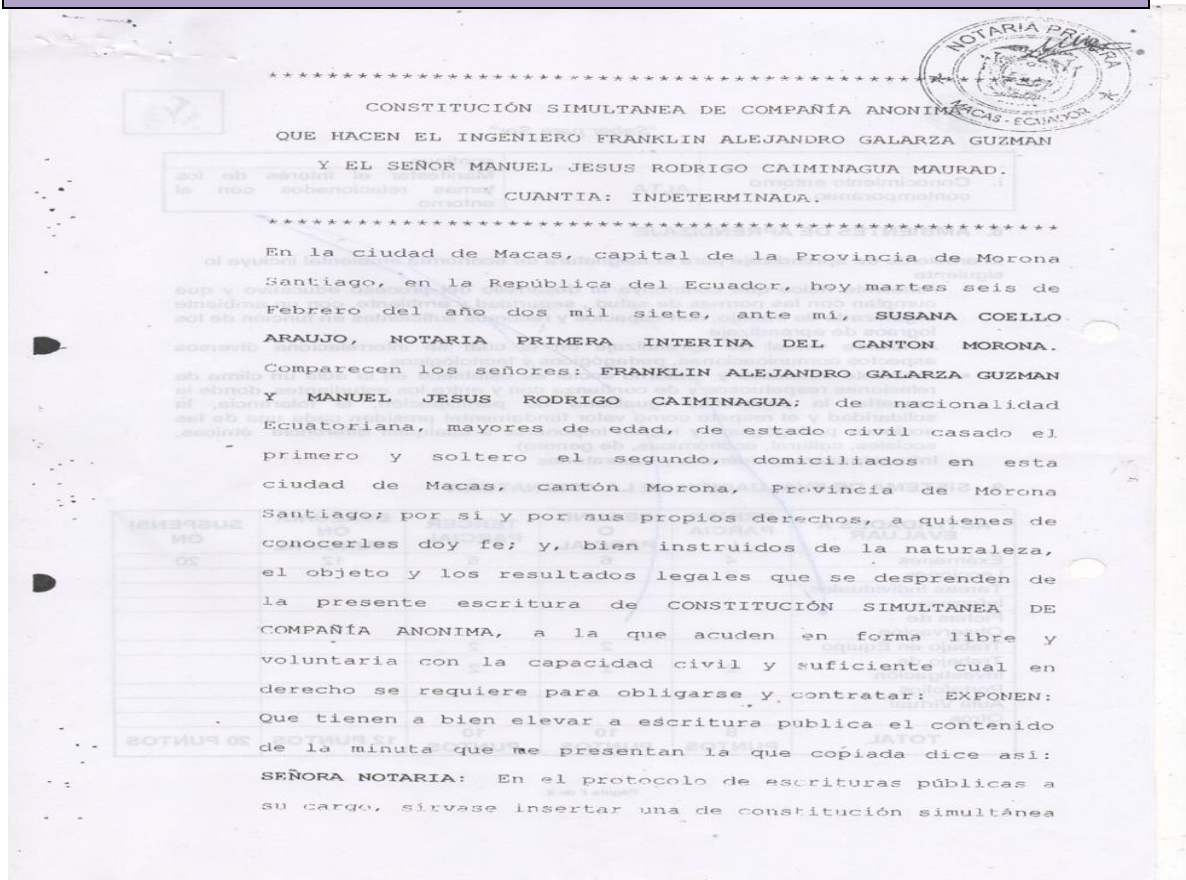 NOTARIA PRIMERA
MACAS - ECUADOR
****************************************************
CONSTITUCIÓN SIMULTANEA DE COMPAÑÍA ANONIMA
QUE HACEN EL INGENIERO FRANKLIN ALEJANDRO GALARZA GUZMAN
Y EL SEÑOR MANUEL JESUS RODRIGO CAIMINAGUA MAURAD.
CUANTIA: INDETERMINADA.
****************************************************
En la ciudad de Macas, capital de la Provincia de Morona
Santiago, en la República del Ecuador, hoy martes seis de
Febrero del año dos mil siete, ante mi, SUSANA COELLO
ARAUJO, NOTARIA PRIMERA INTERINA DEL CANTON MORONA.
Comparecen los señores: FRANKLIN ALEJANDRO GALARZA GUZMAN
Y MANUEL JESUS RODRIGO CAIMINAGUA; de nacionalidad
Ecuatoriana, mayores de edad, de estado civil casado el
primero y soltero el segundo, domiciliados en esta
ciudad de Macas, cantón Morona, Provincia de Morona
Santiago; por sí y por sus propios derechos, a quienes de
conocerles doy fe; y, bien instruidos de la naturaleza,
el objeto y los resultados legales que se desprenden de
la presente escritura de CONSTITUCIÓN SIMULTANEA DE
COMPAÑÍA ANONIMA, a la que acuden en forma libre y
voluntaria con la capacidad civil y suficiente cual en
derecho se requiere para obligarse y contratar: EXPONEN:
Que tienen a bien elevar a escritura publica el contenido
de la minuta que me presentan la que copiada dice así:
SEÑORA NOTARIA: En el protocolo de escrituras públicas a
su cargo, sírvase insertar una de constitución simultánea